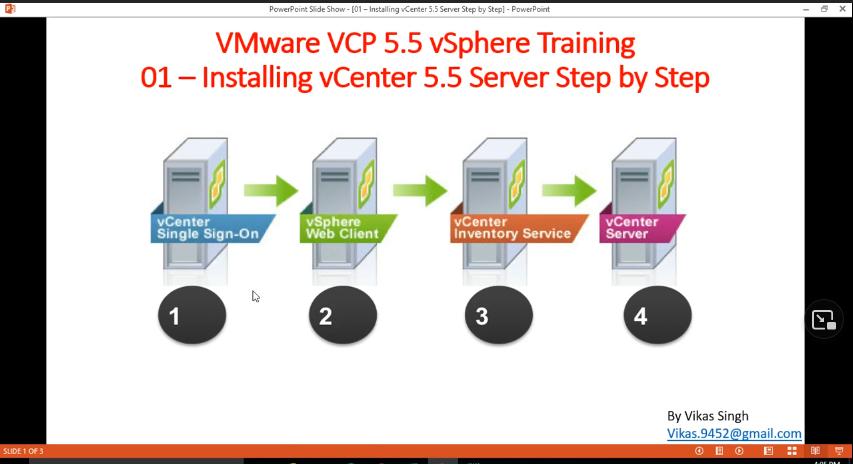 PowerPoint Slide Show - [01 – Installing vCenter 5.5 Server Step by Step] - PowerPoint
VMware VCP 5.5 vSphere Training
01 – Installing vCenter 5.5 Server Step by Step
vCenter
Single Sign-On
vSphere
Web Client
vCenter
Inventory Service
vCenter
Server
1
2
3
4
By Vikas Singh
Vikas.9452@gmail.com
SLIDE 1 OF 3